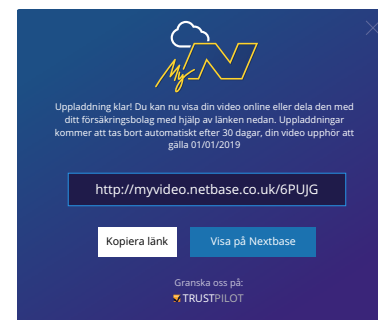 My N
Uppladdning klar! Du kan nu visa din video online eller dela den med
ditt försäkringsbolag med hjälp av länken nedan. Uppladdningar
kommer att tas bort automatiskt efter 30 dagar, din video upphör att
gälla 01/01/2019
http://myvideo.netbase.co.uk/6PUJG
Kopiera länk
Visa på Nextbase
Granska oss på:
TRUSTPILOT